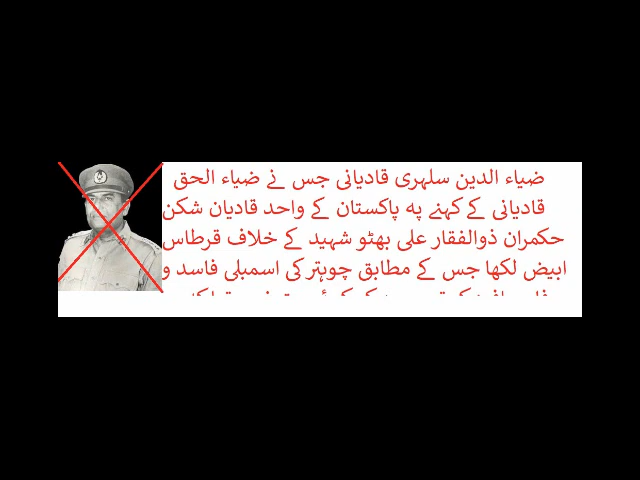 ضیاء الدین سلہری قادیانی جس نے ضیاء الحق
قادیانی کے کہنے پہ پاکستان کے واحد قادیان شکن
حکمران ذوالفقار علی بھٹو شہید کے خلاف قرطاس
ابیض لکھا جس کے مطابق چوہتر کی اسمبلی فاسد و